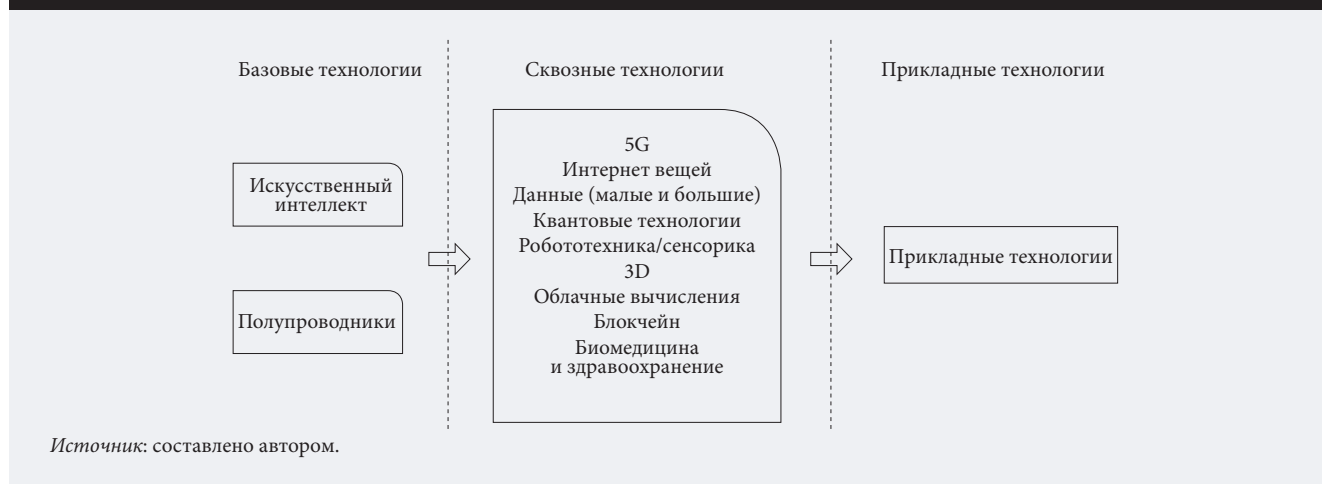 Базовые технологии
Сквозные технологии
Прикладные технологии
Искусственный
интеллект
Полупроводники
5G
Интернет вещей
Данные (малые и большие)
Квантовые технологии
Робототехника/сенсорика
3D
Облачные вычисления
Блокчейн
Биомедицина
и здравоохранение
Прикладные технологии
Источник: составлено автором.